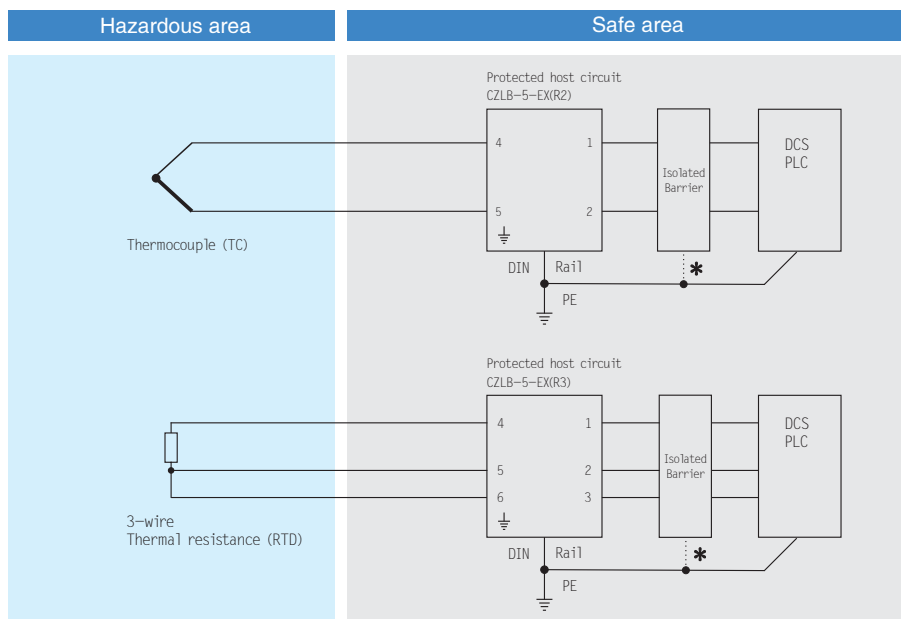 Hazardous area
Safe area
Protected host circuit
CZLB-5-EX(R2)
4
1
DCS
PLC
Isolated
Barrier
5
2
Thermocouple (TC)
DIN Rail
*
PE
Protected host circuit
CZLB-5-EX(R3)
4
1
DCS
PLC
Isolated
Barrier
5
2
6
3
3-wire
Thermal resistance (RTD)
DIN Rail
*
PE